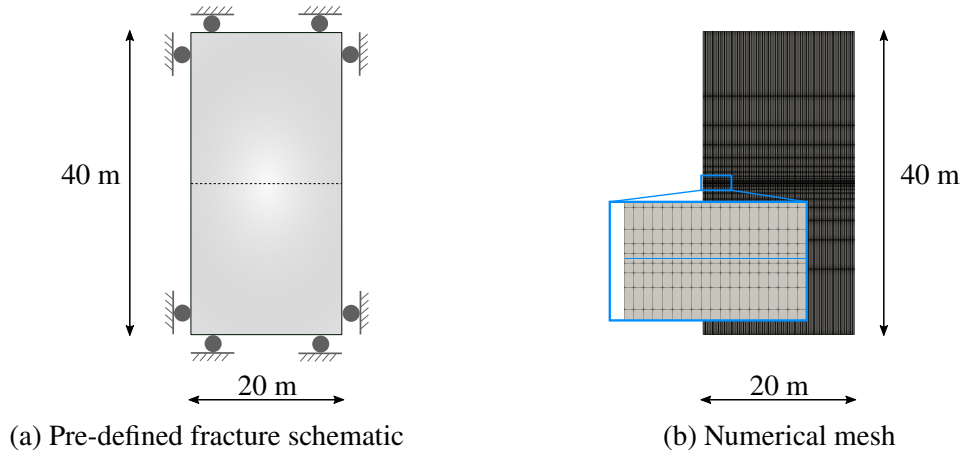 40 m
20 m
(a) Pre-defined fracture schematic
40 m
20 m
(b) Numerical mesh